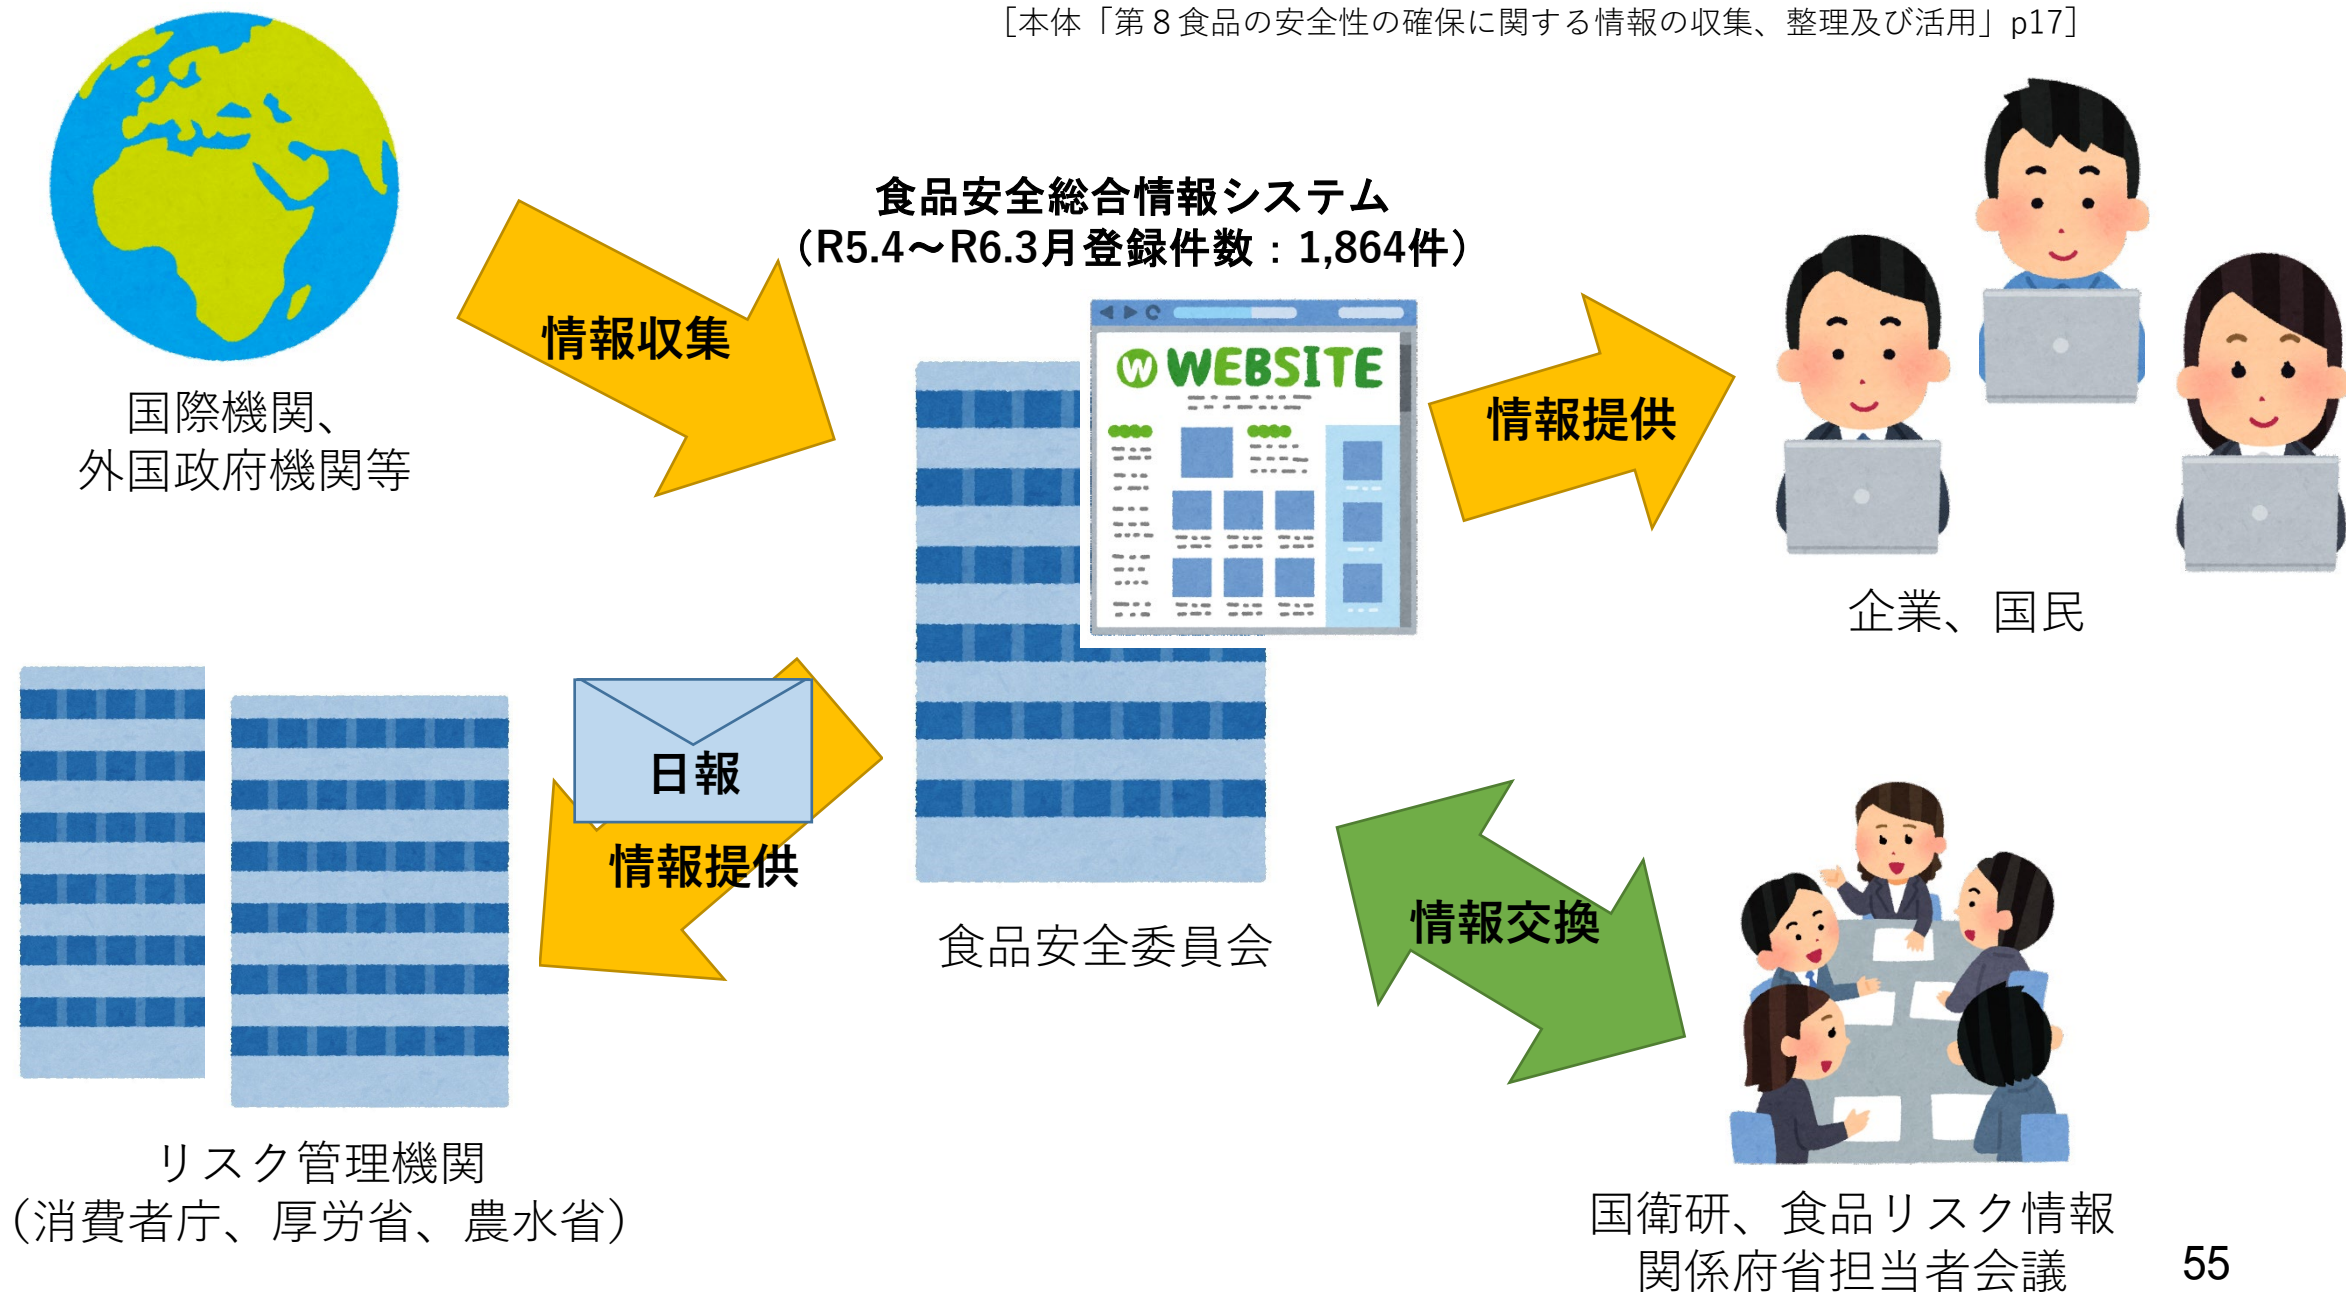 ［本体「第８食品の安全性の確保に関する情報の収集、整理及び活用」p17］
食品安全総合情報システム
（R5.4～R6.3月登録件数：1,864件）
情報収集
国際機関、
外国政府機関等
WEBSITE
情報提供
企業、国民
日報
情報提供
食品安全委員会
情報交換
リスク管理機関
（消費者庁、厚労省、農水省）
国衛研、食品リスク情報
関係府省担当者会議
55